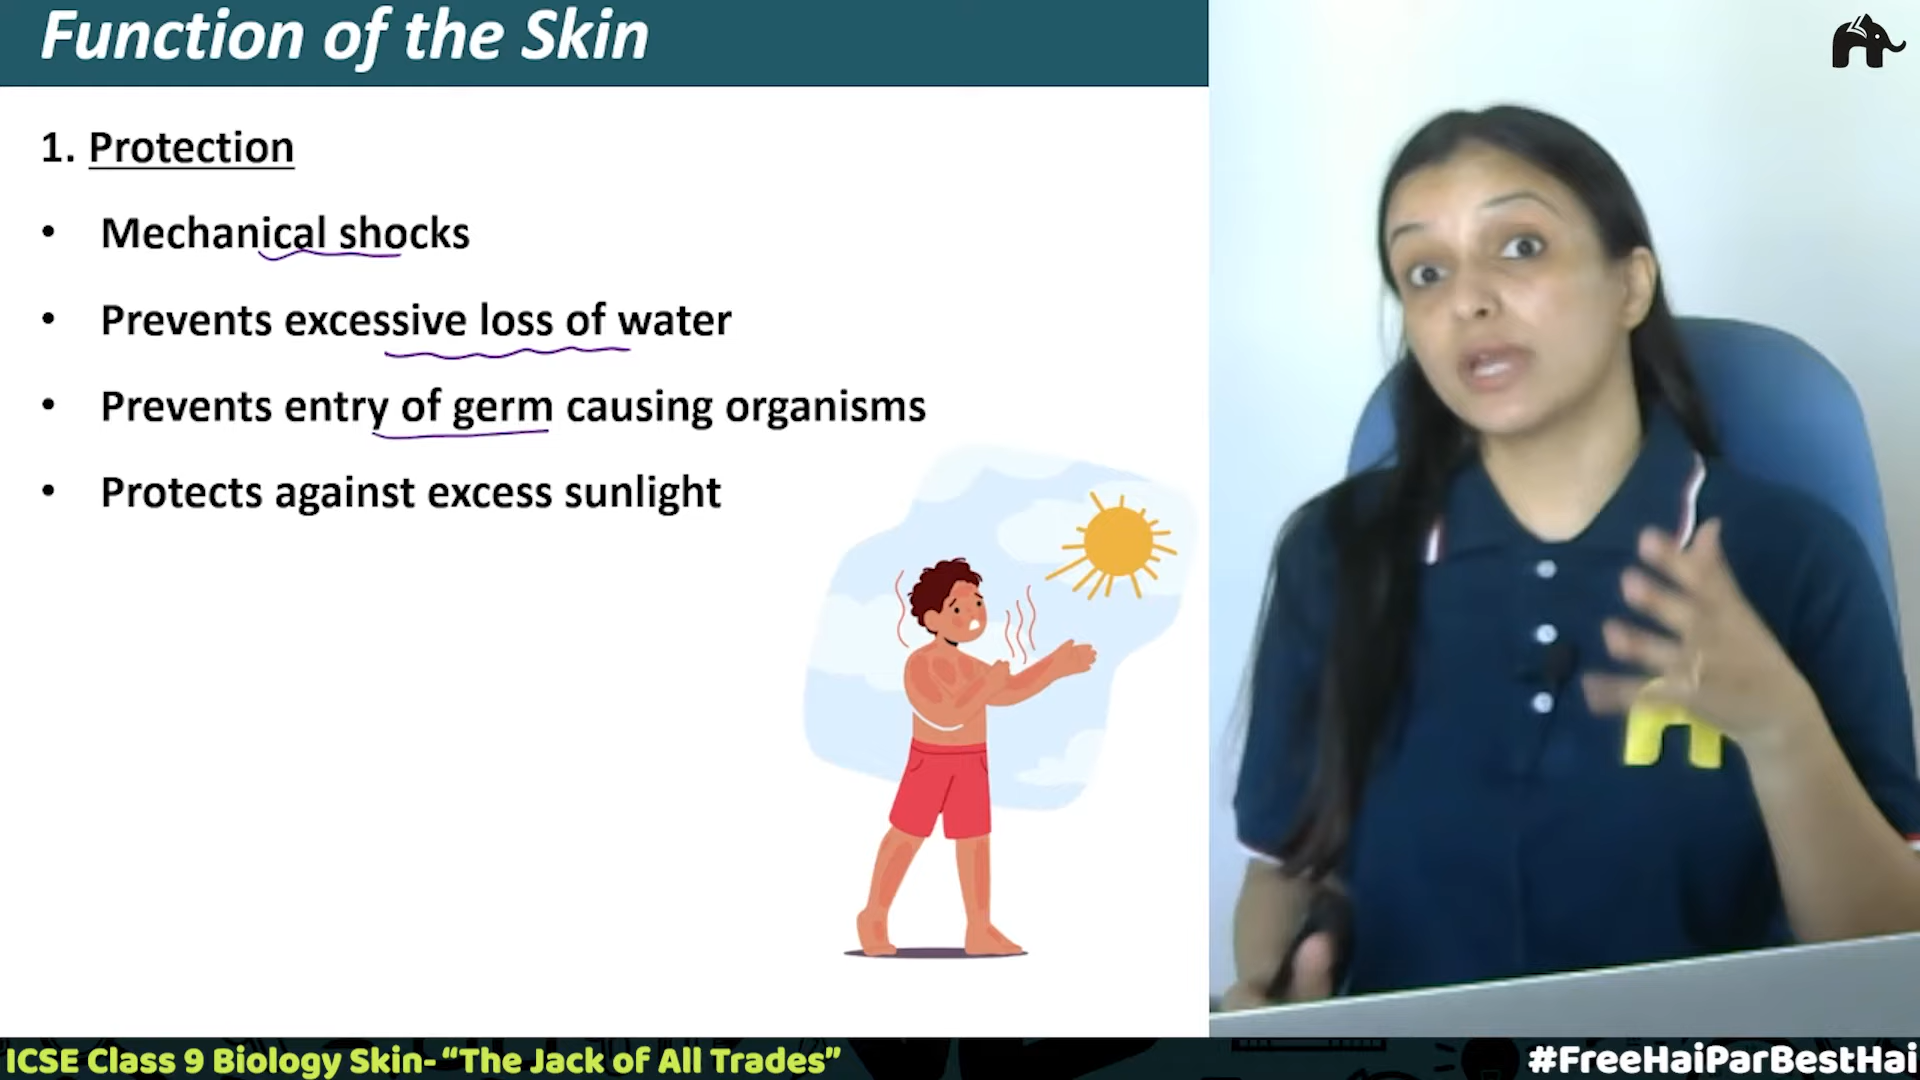 Function of the Skin
1. Protection
• Mechanical shocks
• Prevents excessive loss of water
• Prevents entry of germ causing organisms
• Protects against excess sunlight
ICSE Class 9 Biology Skin- “The Jack of All Trades”
#FreeHaiParBestHai